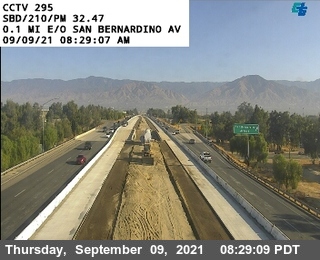 CCTV 295
SBD/210/PM 32.47
0.1 MI E/O SAN BERNARDINO AV
09/09/21 08:29:07 AM
Thursday, September 09, 2021 08:29:09 PDT